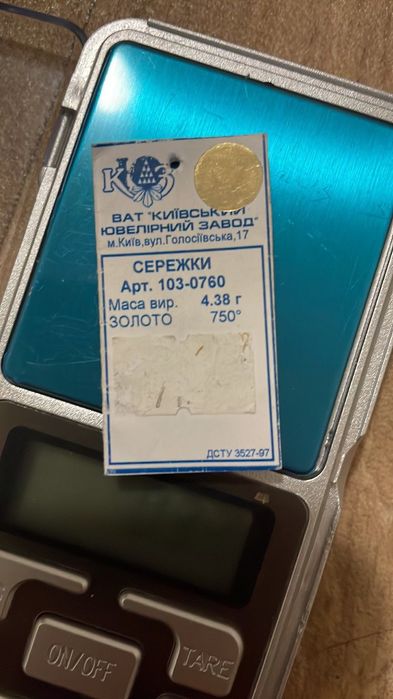 КЮЗ
ВАТ "КИЇВСЬКИЙ
ЮВЕЛІРНИЙ ЗАВОД"
м.Київ,вул.Голосіївська,17
СЕРЕЖКИ
Арт. 103-0760
Маса вир. 4.38 г
ЗОЛОТО 750°
ДСТУ 3527-97
ON/OFF
TARE